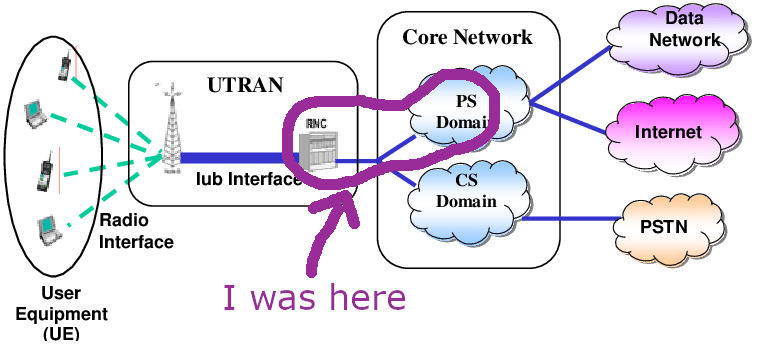 Core Network
Data
Network
UTRAN
PS
Domain
RNC
Internet
Iub Interface
CS
Domain
Radio
Interface
PSTN
I was here
User
Equipment
(UE)